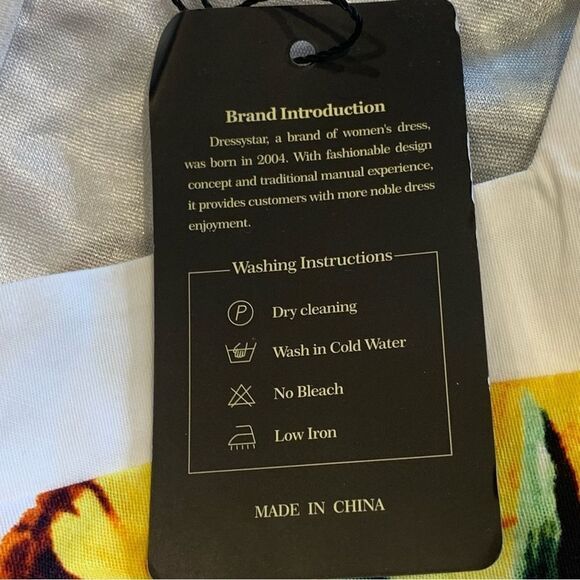 Brand Introduction
Dressystar, a brand of women's dress,
was born in 2004. With fashionable design
concept and traditional manual experience,
it provides customers with more noble dress
enjoyment.
Washing Instructions
P Dry cleaning
Wash in Cold Water
No Bleach
Low Iron
MADE IN CHINA